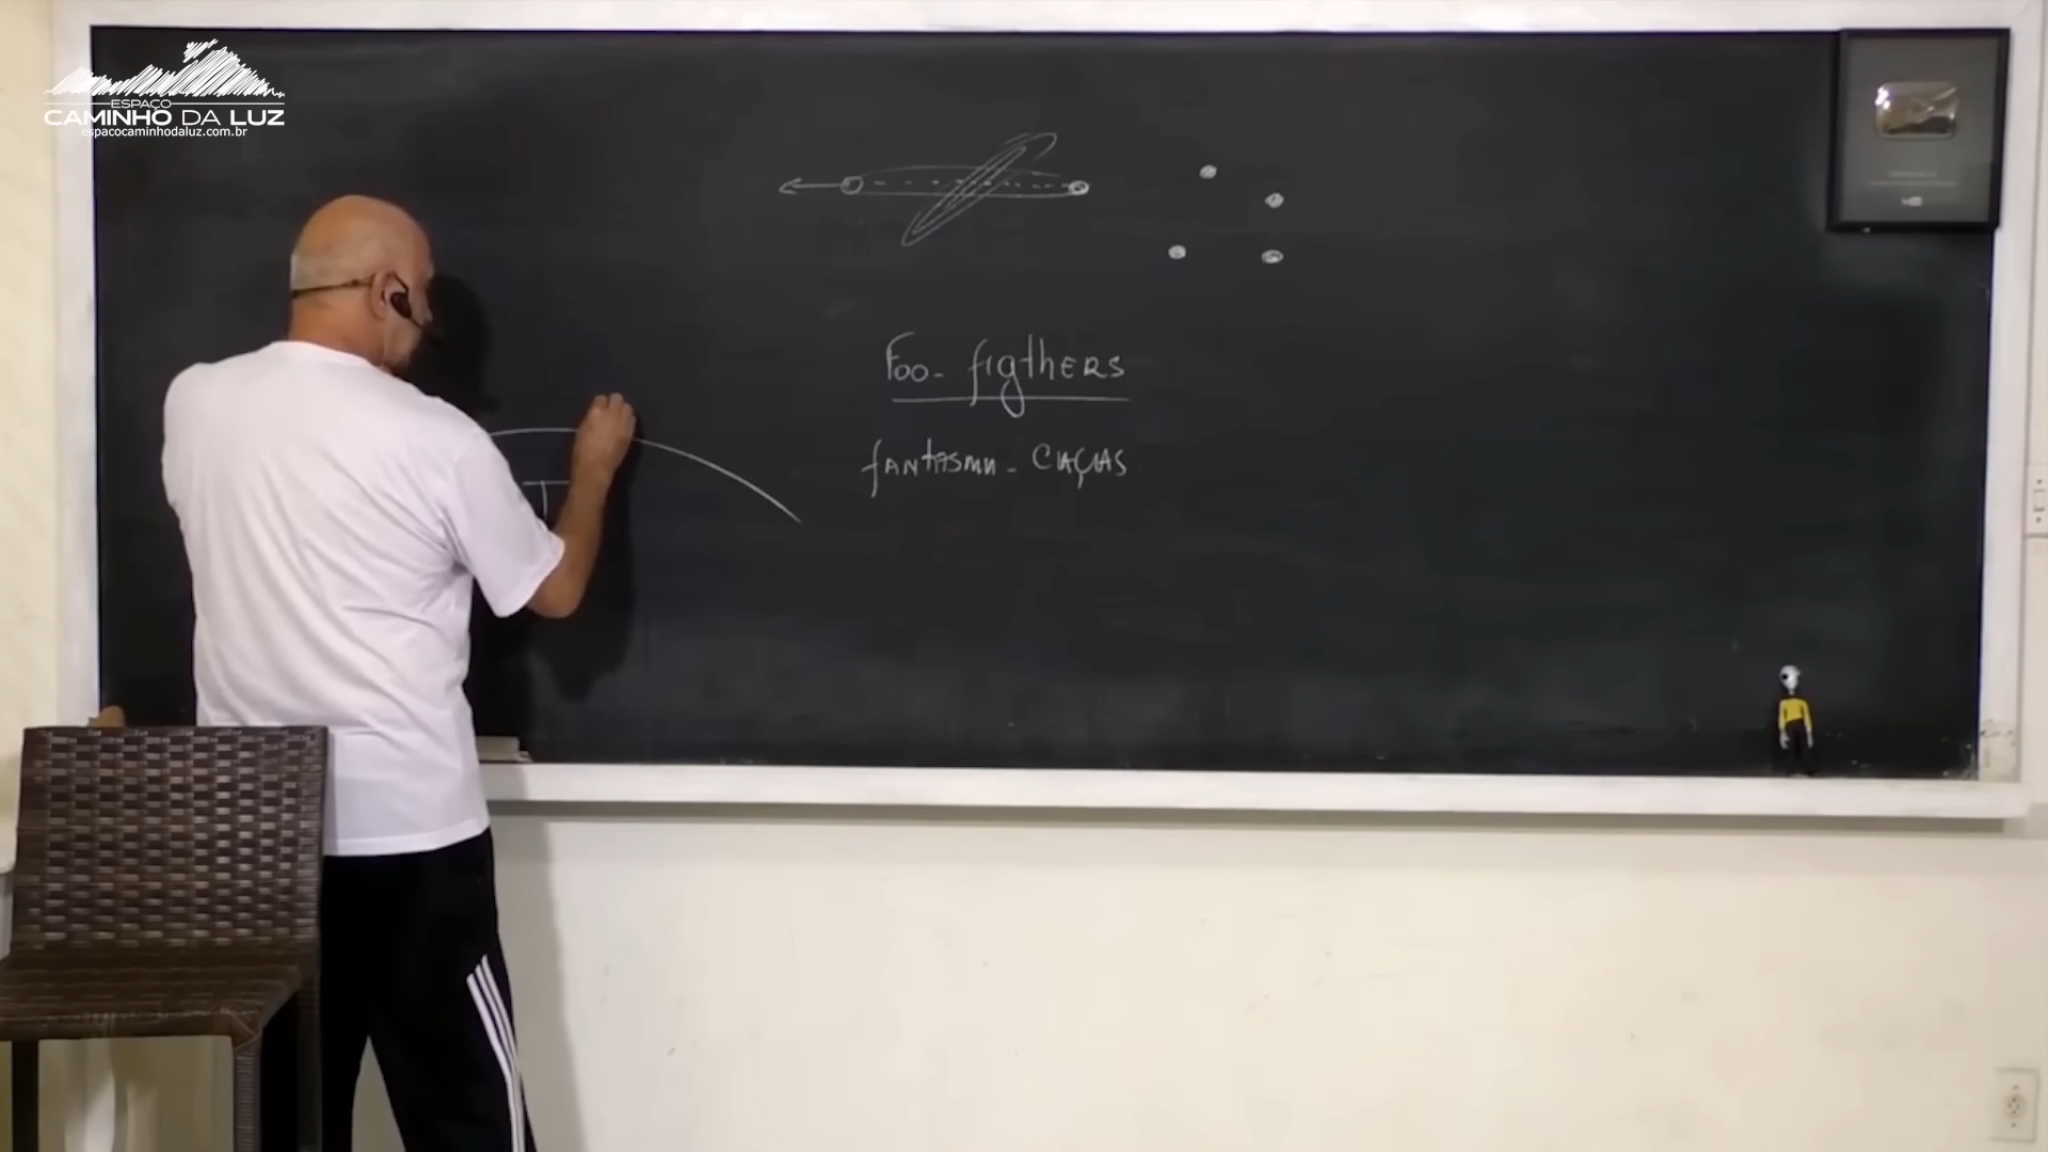 ESPAÇO
CAMINHO DA LUZ
espacocaminhodaluz.com.br
Foo-figthers
fantasma-caças
T